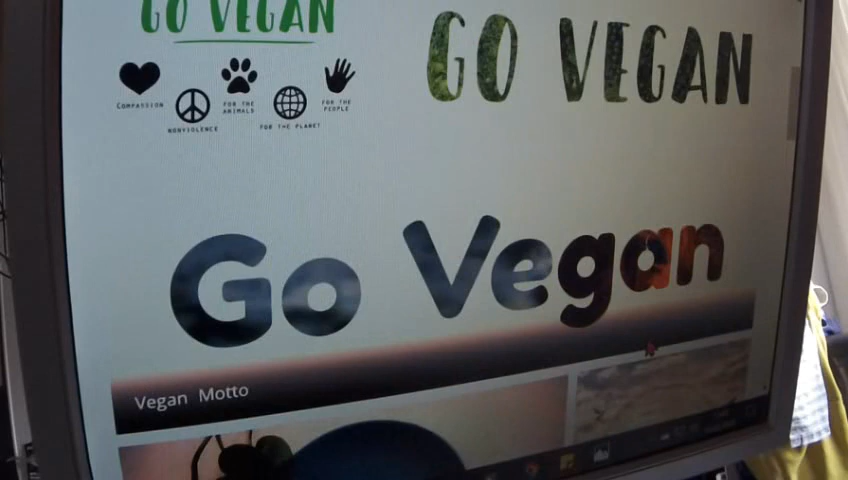 GO VEGAN
COMPASSION
NONVIOLENCE
FOR THE
ANIMALS
FOR THE PLANET
FOR THE
PEOPLE
GO VEGAN
Go Vegan
Vegan Motto